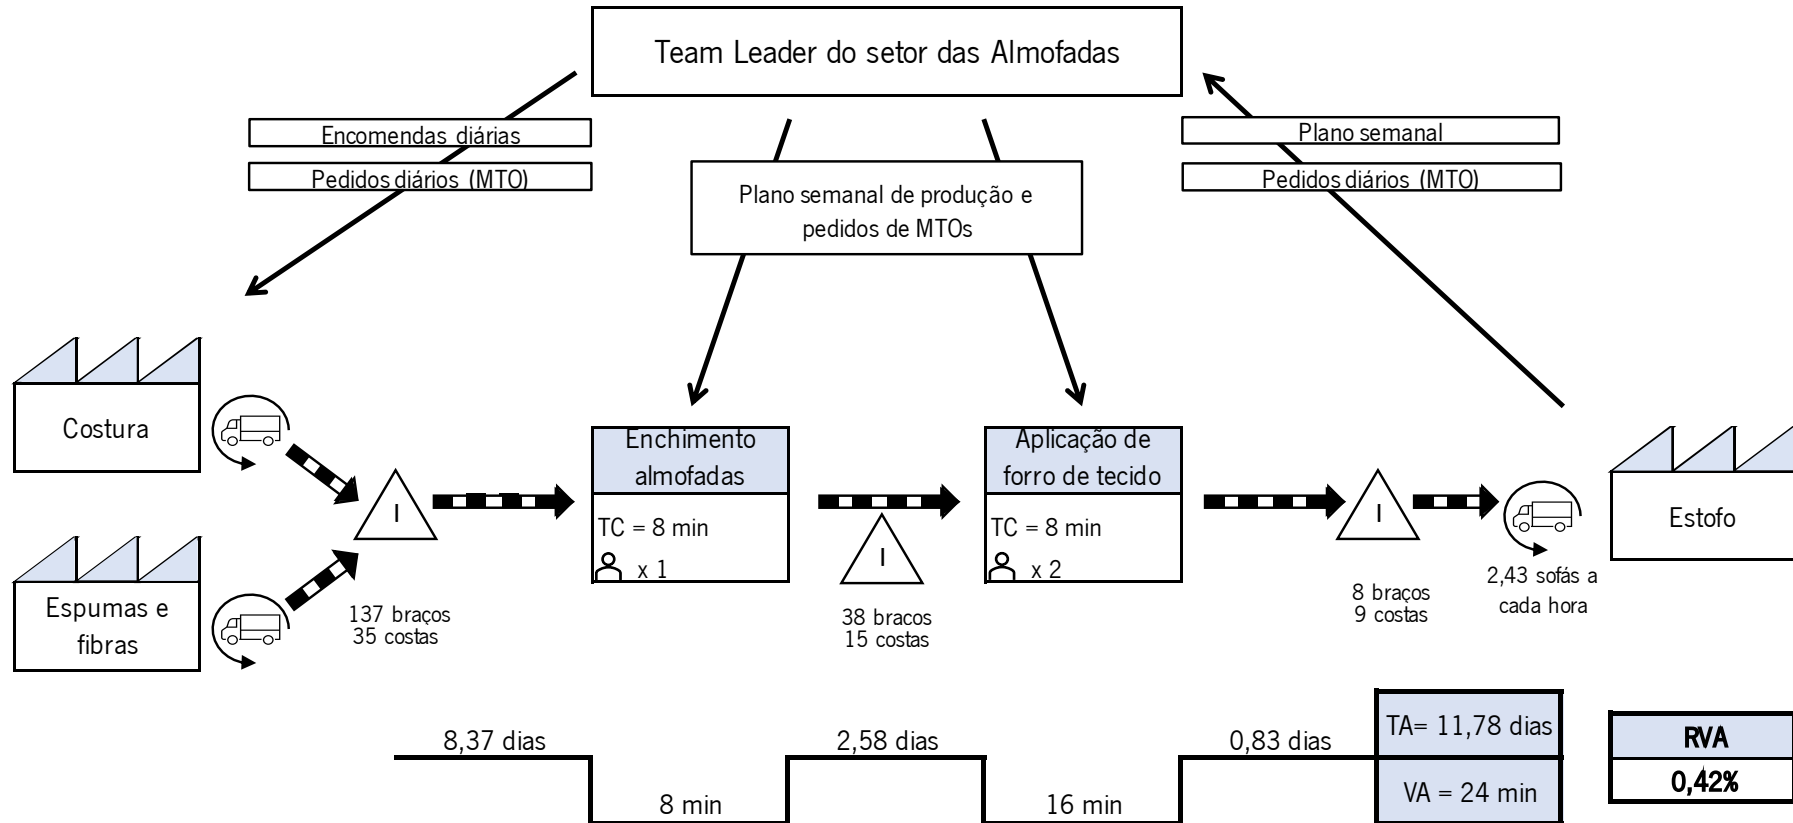 Team Leader do setor das Almofadas
Encomendas diárias
Pedidos diários (MTO)
Plano semanal de produção e
pedidos de MTOs
Plano semanal
Pedidos diários (MTO)
Costura
Espumas e
fibras
I
137 braços
35 costas
Enchimento
almofadas
TC = 8 min
x 1
I
38 bracos
15 costas
Aplicação de
forro de tecido
TC = 8 min
x 2
I
8 braços
9 costas
2,43 sofás a
cada hora
Estofo
8,37 dias
8 min
2,58 dias
16 min
0,83 dias
TA= 11,78 dias
VA = 24 min
RVA
0,42%